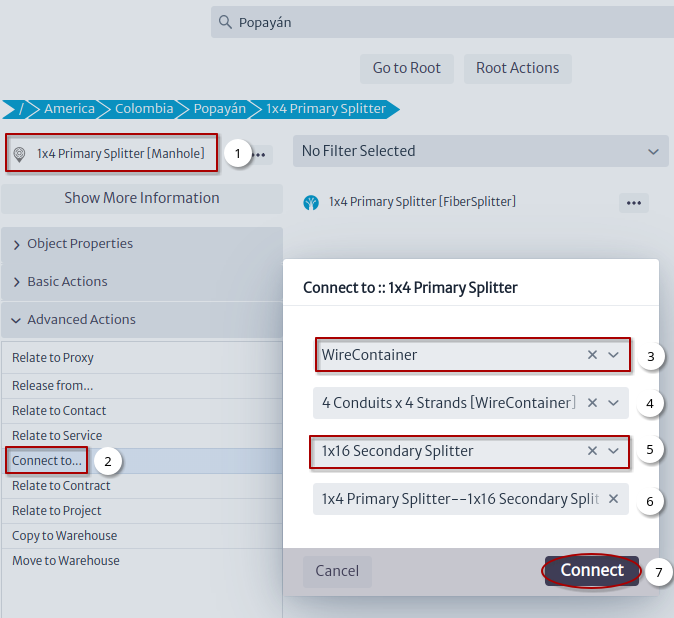 Popayán
Go to Root
Root Actions
/ America Colombia Popayán 1x4 Primary Splitter
1x4 Primary Splitter [Manhole]
1
No Filter Selected
Show More Information
1x4 Primary Splitter [FiberSplitter]
Object Properties
Basic Actions
Advanced Actions
Relate to Proxy
Release from...
Relate to Contact
Relate to Service
Connect to...
2
Relate to Contract
Relate to Project
Copy to Warehouse
Move to Warehouse
Connect to :: 1x4 Primary Splitter
WireContainer
3
4 Conduits x 4 Strands [WireContainer]
4
1x16 Secondary Splitter
5
1x4 Primary Splitter--1x16 Secondary Split
6
Cancel
Connect
7